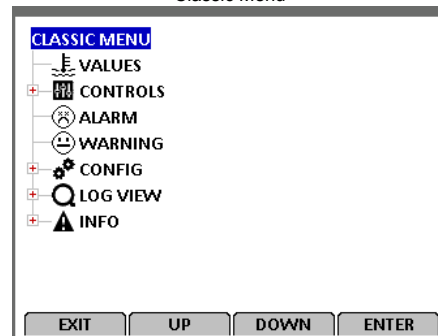 Classic Menu
CLASSIC MENU
VALUES
CONTROLS
ALARM
WARNING
CONFIG
LOG VIEW
INFO
EXIT UP DOWN ENTER